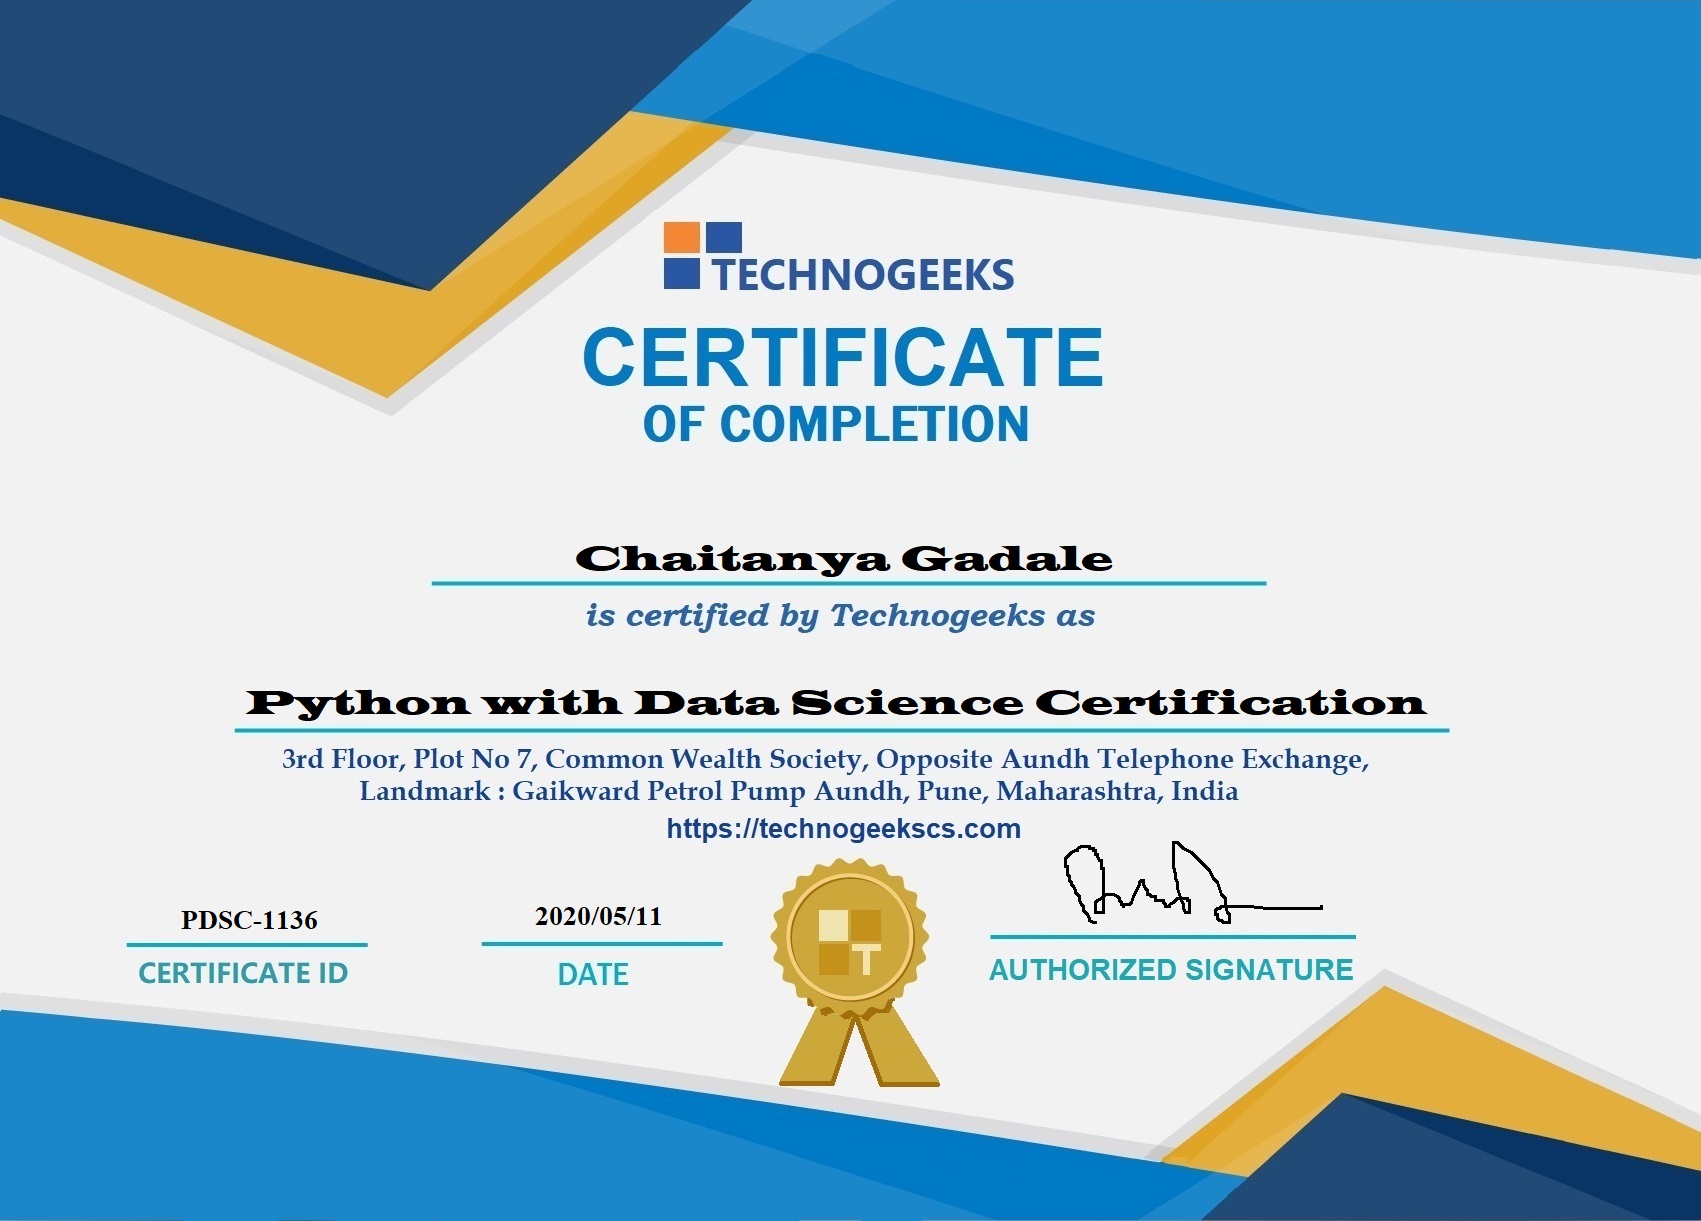 TECHNOGEEKS
CERTIFICATE
OF COMPLETION
Chaitanya Gadale
is certified by Technogeeks as
Python with Data Science Certification
3rd Floor, Plot No 7, Common Wealth Society, Opposite Aundh Telephone Exchange,
Landmark : Gaikward Petrol Pump Aundh, Pune, Maharashtra, India
https://technogeekscs.com
PDSC-1136
CERTIFICATE ID
2020/05/11
DATE
T
AUTHORIZED SIGNATURE